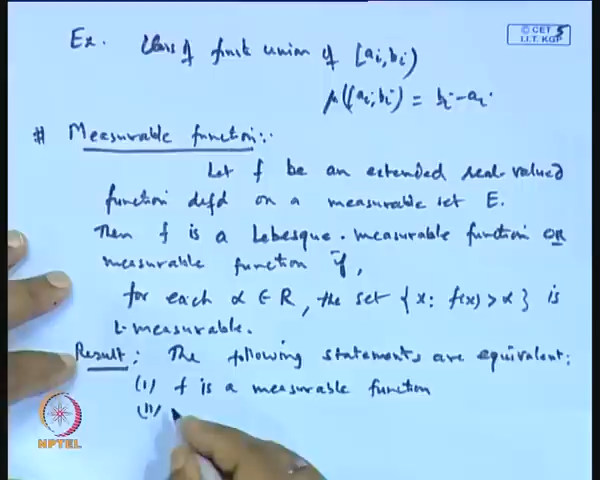 Ex. Class of finite union of [ai, bi)
© CET
I.I.T. KGP
μ([ai, bi)) = bi - ai
# Measurable function:-
Let f be an extended real-valued
function defd on a measurable set E.
Then f is a Lebesgue-measurable function OR
measurable function if,
for each α ∈ R, the set {x: f(x) > α} is
L-measurable.
Result: The following statements are equivalent:
(i) f is a measurable function
(ii)
NPTEL